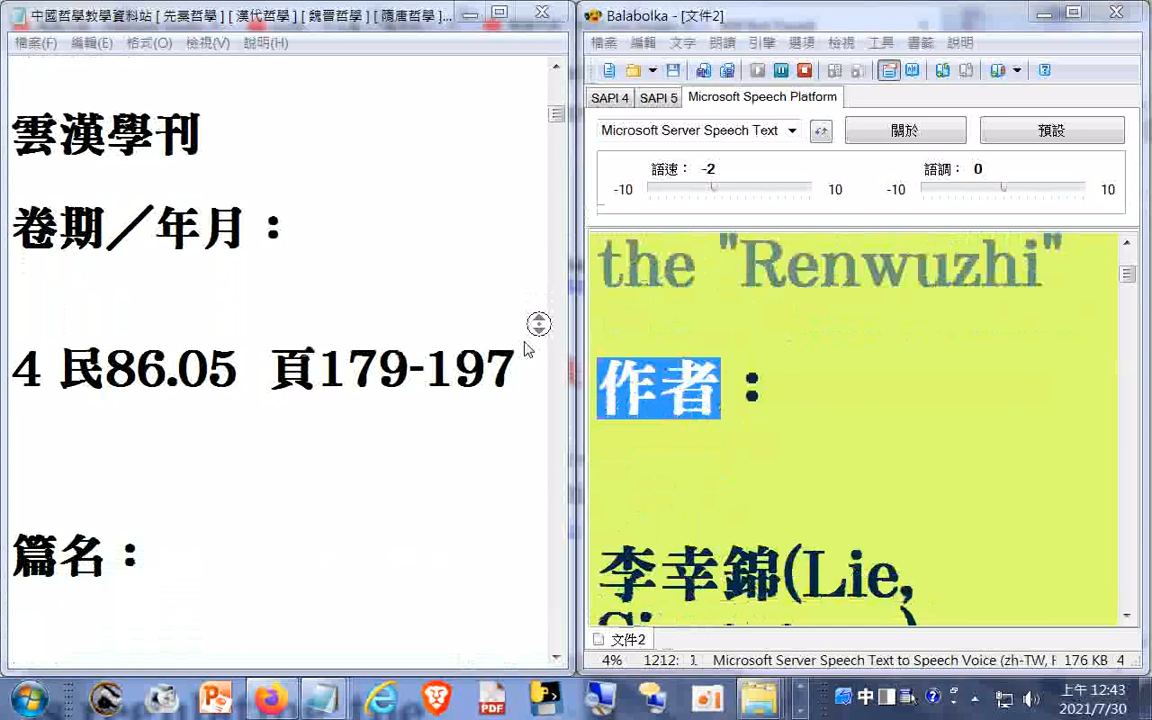 中國哲學教學資料站 [ 先秦哲學 ] [ 漢代哲學 ] [ 魏晉哲學 ] [ 隋唐哲學 ]...
檔案(F) 編輯(E) 格式(O) 檢視(V) 說明(H)
雲漢學刊
卷期／年月：
4 民86.05 頁179-197
篇名：
Balabolka - [文件2]
檔案 編輯 文字 朗讀 引擎 選項 檢視 工具 書籤 說明
SAPI 4 SAPI 5 Microsoft Speech Platform
Microsoft Server Speech Text 關於 預設
語速： -2 語調： 0
-10 10 -10 10
the "Renwuzhi"
作者：
李幸錦(Lie,
文件2
4% 1212: 1 Microsoft Server Speech Text to Speech Voice (zh-TW, 176 KB 4
中 上午 12:43
2021/7/30